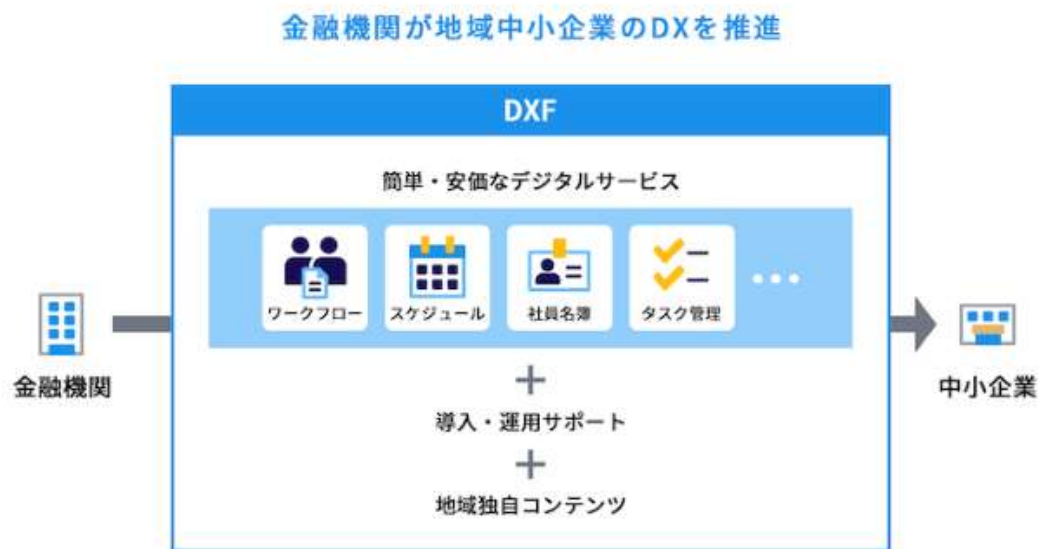 金融機関が地域中小企業のDXを推進
DXF
簡単・安価なデジタルサービス
ワークフロー
スケジュール
社員名簿
タスク管理
金融機関
中小企業
導入・運用サポート
地域独自コンテンツ